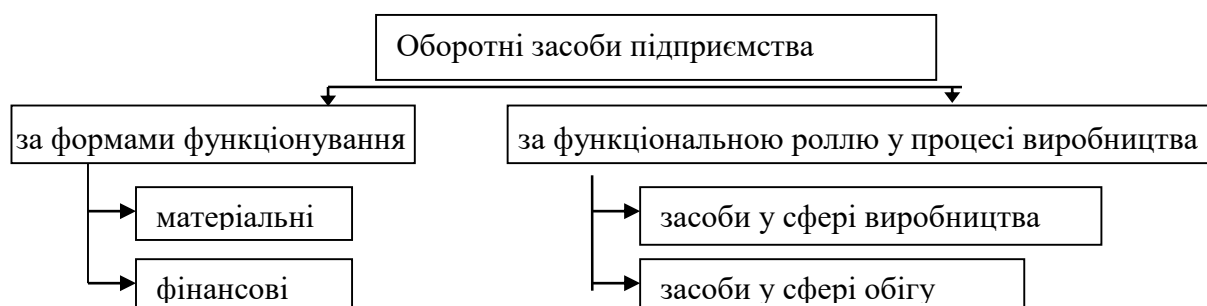 Оборотні засоби підприємства
за формами функціонування
за функціональною роллю у процесі виробництва
матеріальні
засоби у сфері виробництва
фінансові
засоби у сфері обігу